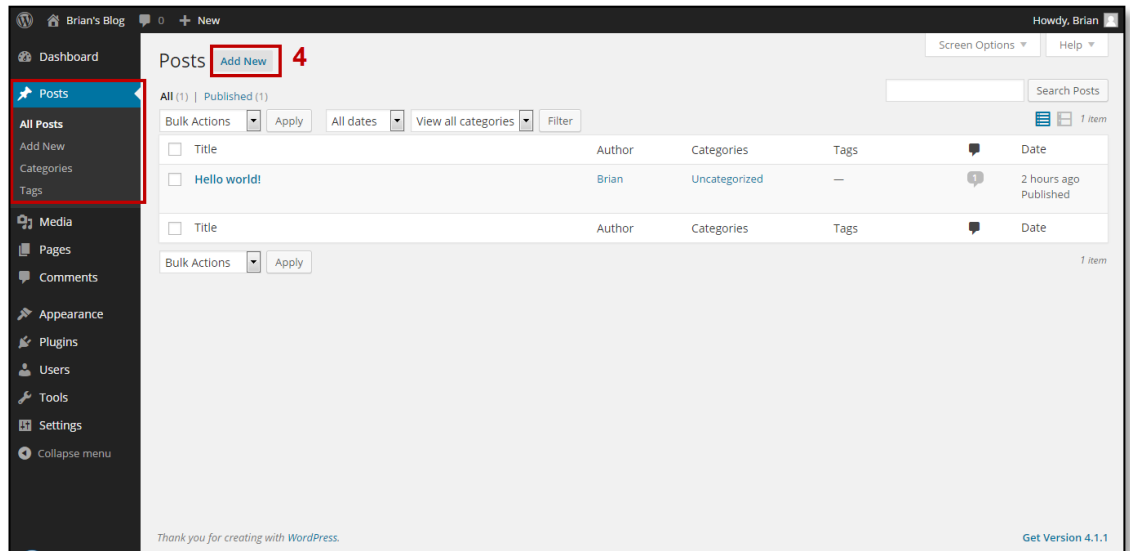 Brian's Blog 0 + New Howdy, Brian
Dashboard
Posts
All Posts
Add New
Categories
Tags
Media
Pages
Comments
Appearance
Plugins
Users
Tools
Settings
Collapse menu
Posts Add New 4
Screen Options Help
All (1) | Published (1)
Search Posts
Bulk Actions Apply All dates View all categories Filter 1 item
Title Author Categories Tags Date
Hello world! Brian Uncategorized — 1 2 hours ago
Published
Title Author Categories Tags Date
Bulk Actions Apply 1 item
Thank you for creating with WordPress. Get Version 4.1.1